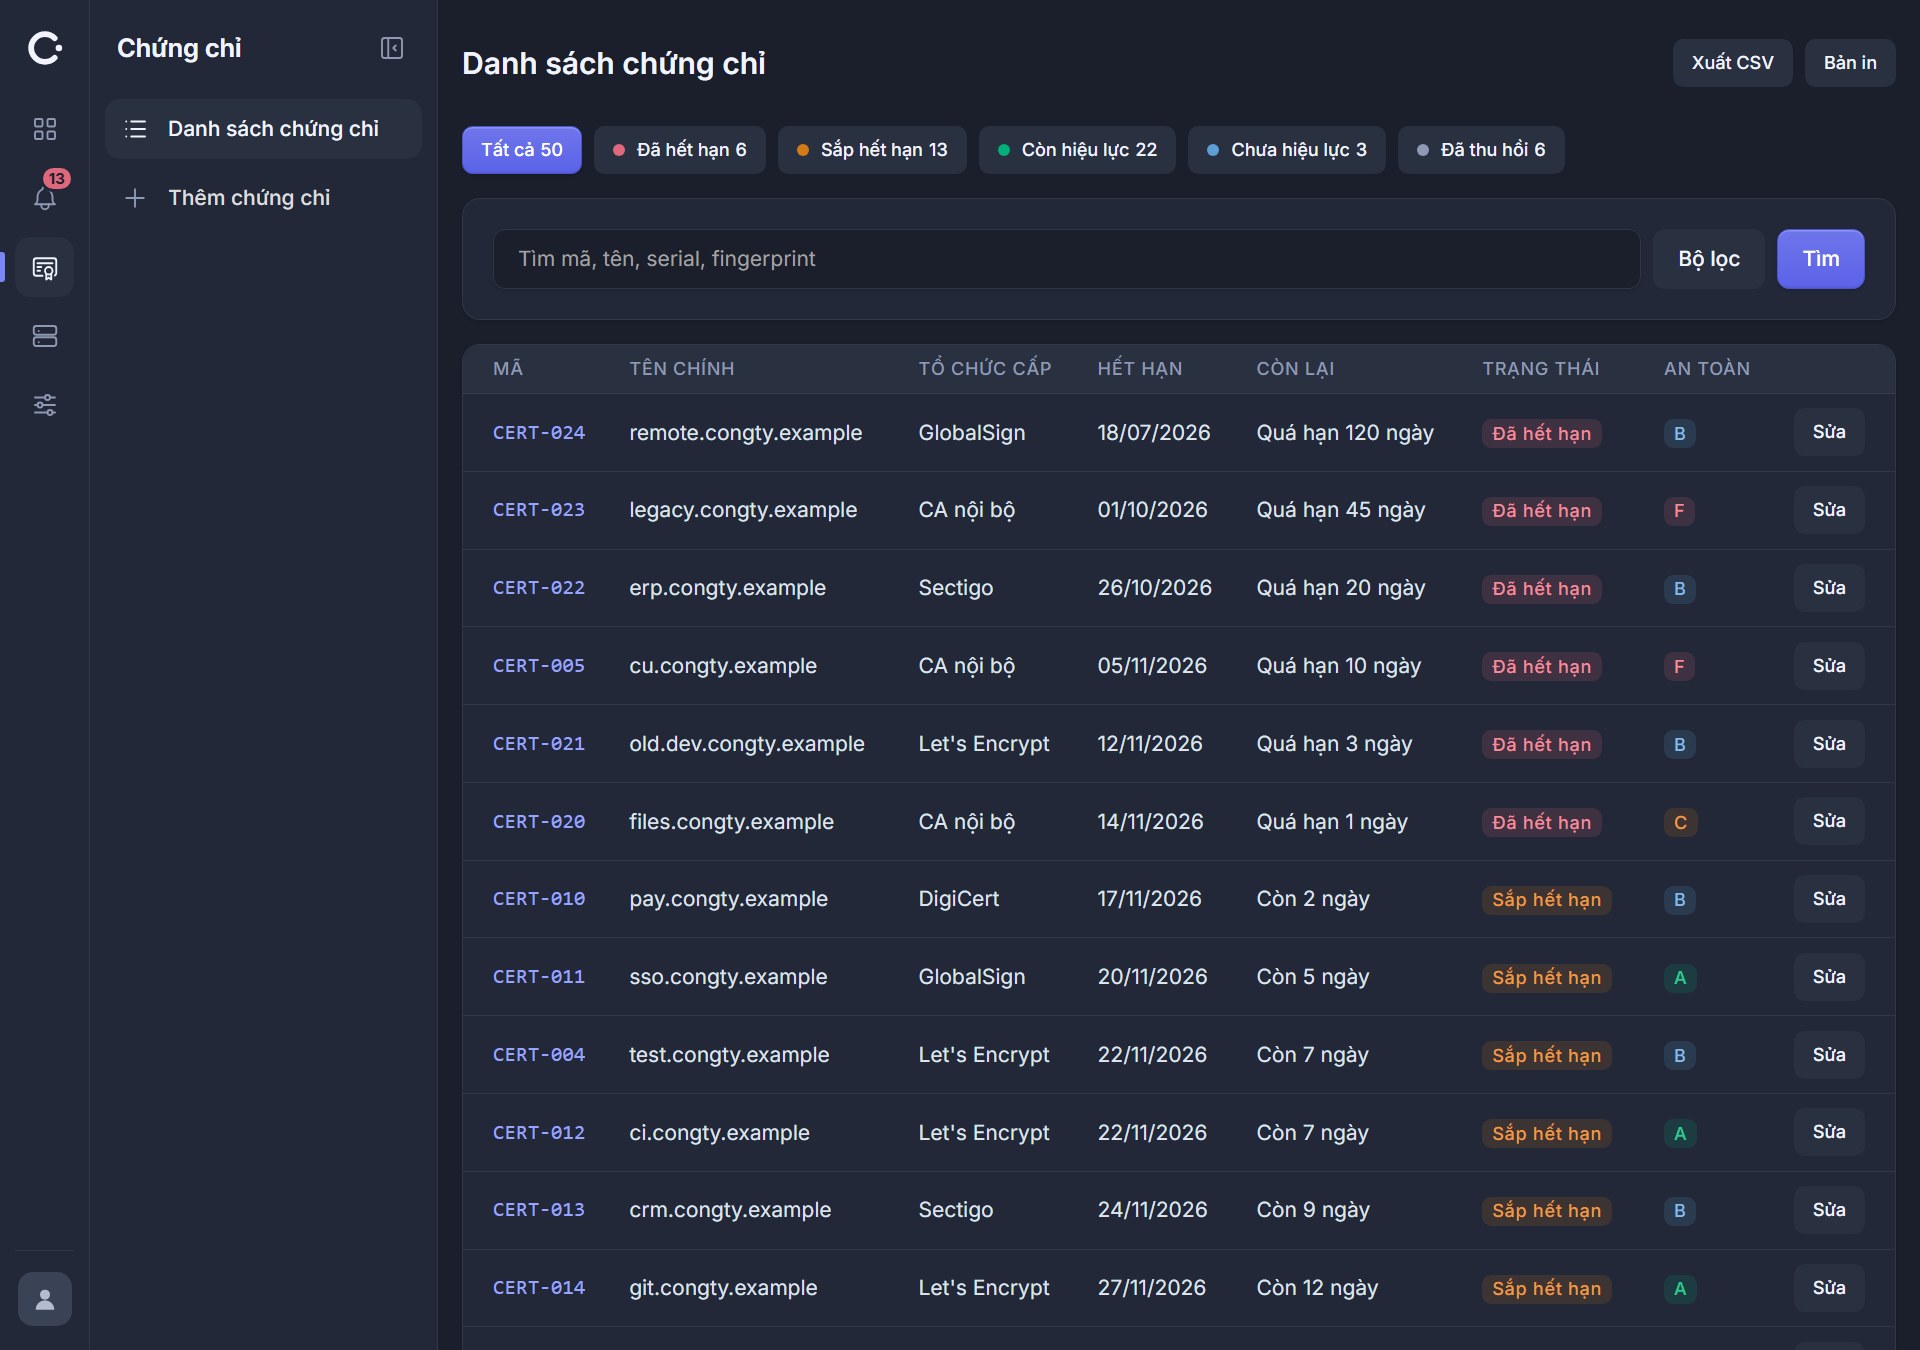 Chứng chỉ
Danh sách chứng chỉ
Thêm chứng chỉ
13
Danh sách chứng chỉ
Xuất CSV
Bản in
Tất cả 50
Đã hết hạn 6
Sắp hết hạn 13
Còn hiệu lực 22
Chưa hiệu lực 3
Đã thu hồi 6
Tìm mã, tên, serial, fingerprint
Bộ lọc
Tìm
MÃ TÊN CHÍNH TỔ CHỨC CẤP HẾT HẠN CÒN LẠI TRẠNG THÁI AN TOÀN
CERT-024 remote.congty.example GlobalSign 18/07/2026 Quá hạn 120 ngày Đã hết hạn B Sửa
CERT-023 legacy.congty.example CA nội bộ 01/10/2026 Quá hạn 45 ngày Đã hết hạn F Sửa
CERT-022 erp.congty.example Sectigo 26/10/2026 Quá hạn 20 ngày Đã hết hạn B Sửa
CERT-005 cu.congty.example CA nội bộ 05/11/2026 Quá hạn 10 ngày Đã hết hạn F Sửa
CERT-021 old.dev.congty.example Let's Encrypt 12/11/2026 Quá hạn 3 ngày Đã hết hạn B Sửa
CERT-020 files.congty.example CA nội bộ 14/11/2026 Quá hạn 1 ngày Đã hết hạn C Sửa
CERT-010 pay.congty.example DigiCert 17/11/2026 Còn 2 ngày Sắp hết hạn B Sửa
CERT-011 sso.congty.example GlobalSign 20/11/2026 Còn 5 ngày Sắp hết hạn A Sửa
CERT-004 test.congty.example Let's Encrypt 22/11/2026 Còn 7 ngày Sắp hết hạn B Sửa
CERT-012 ci.congty.example Let's Encrypt 22/11/2026 Còn 7 ngày Sắp hết hạn A Sửa
CERT-013 crm.congty.example Sectigo 24/11/2026 Còn 9 ngày Sắp hết hạn B Sửa
CERT-014 git.congty.example Let's Encrypt 27/11/2026 Còn 12 ngày Sắp hết hạn A Sửa